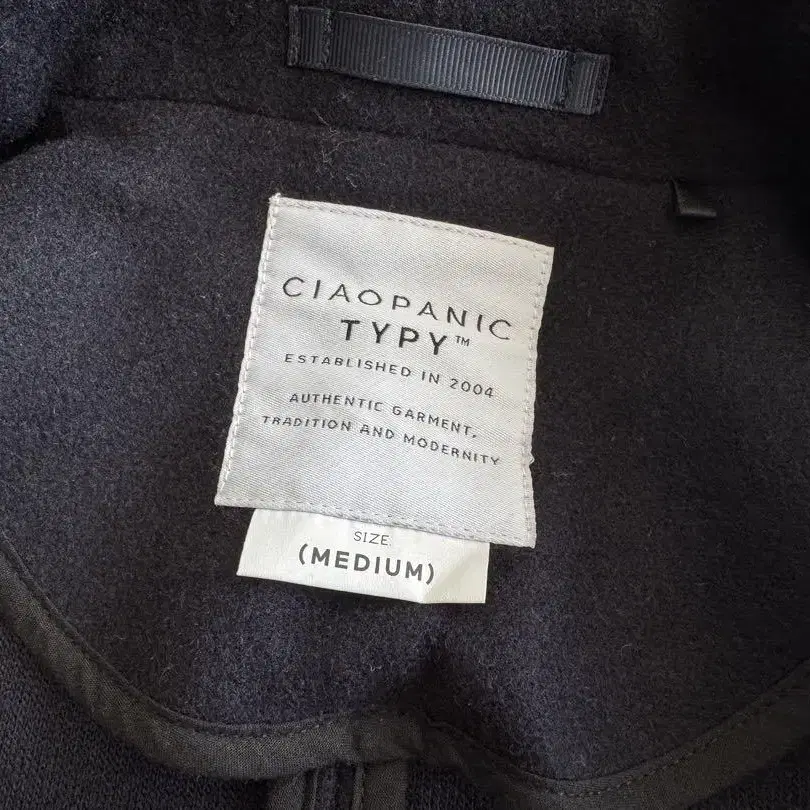 CIAOPANIC
TYPY™
ESTABLISHED IN 2004
AUTHENTIC GARMENT,
TRADITION AND MODERNITY
SIZE.
(MEDIUM)